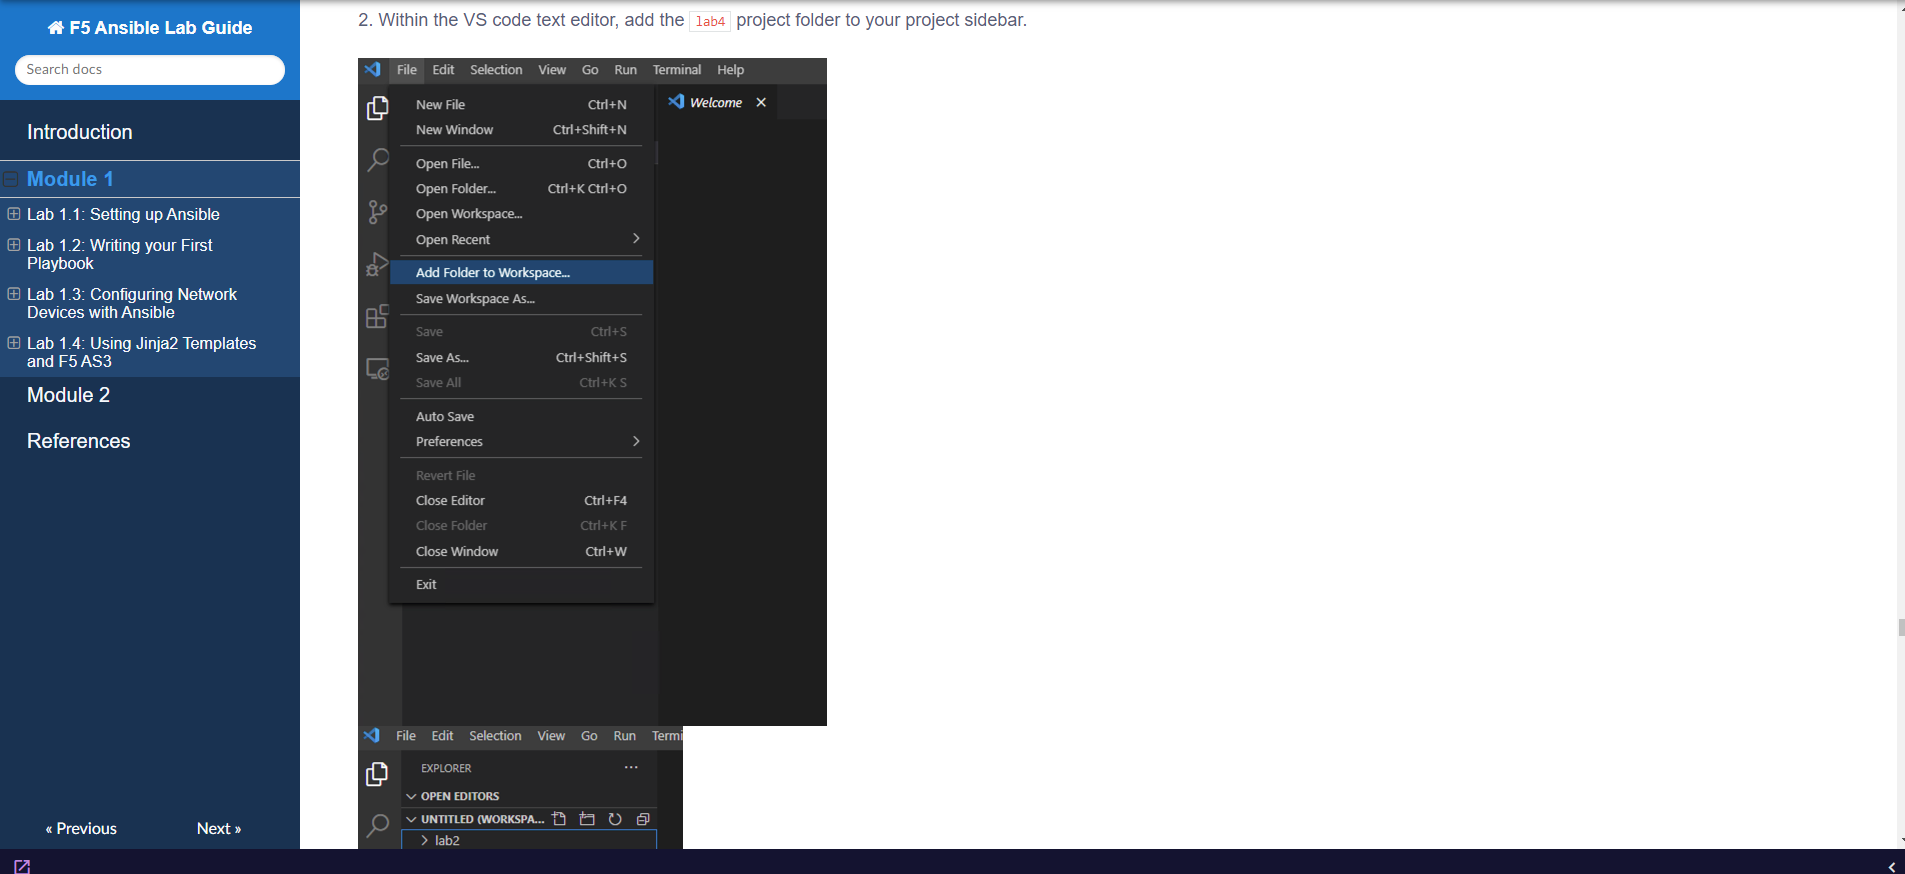 F5 Ansible Lab Guide
Search docs
Introduction
Module 1
Lab 1.1: Setting up Ansible
Lab 1.2: Writing your First
Playbook
Lab 1.3: Configuring Network
Devices with Ansible
Lab 1.4: Using Jinja2 Templates
and F5 AS3
Module 2
References
« Previous
Next »
2. Within the VS code text editor, add the lab4 project folder to your project sidebar.
File Edit Selection View Go Run Terminal Help
Welcome
New File Ctrl+N
New Window Ctrl+Shift+N
Open File... Ctrl+O
Open Folder... Ctrl+K Ctrl+O
Open Workspace...
Open Recent
Add Folder to Workspace...
Save Workspace As...
Save Ctrl+S
Save As... Ctrl+Shift+S
Save All Ctrl+K S
Auto Save
Preferences
Revert File
Close Editor Ctrl+F4
Close Folder Ctrl+K F
Close Window Ctrl+W
Exit
File Edit Selection View Go Run Termi
EXPLORER
OPEN EDITORS
UNTITLED (WORKSPA...
lab2